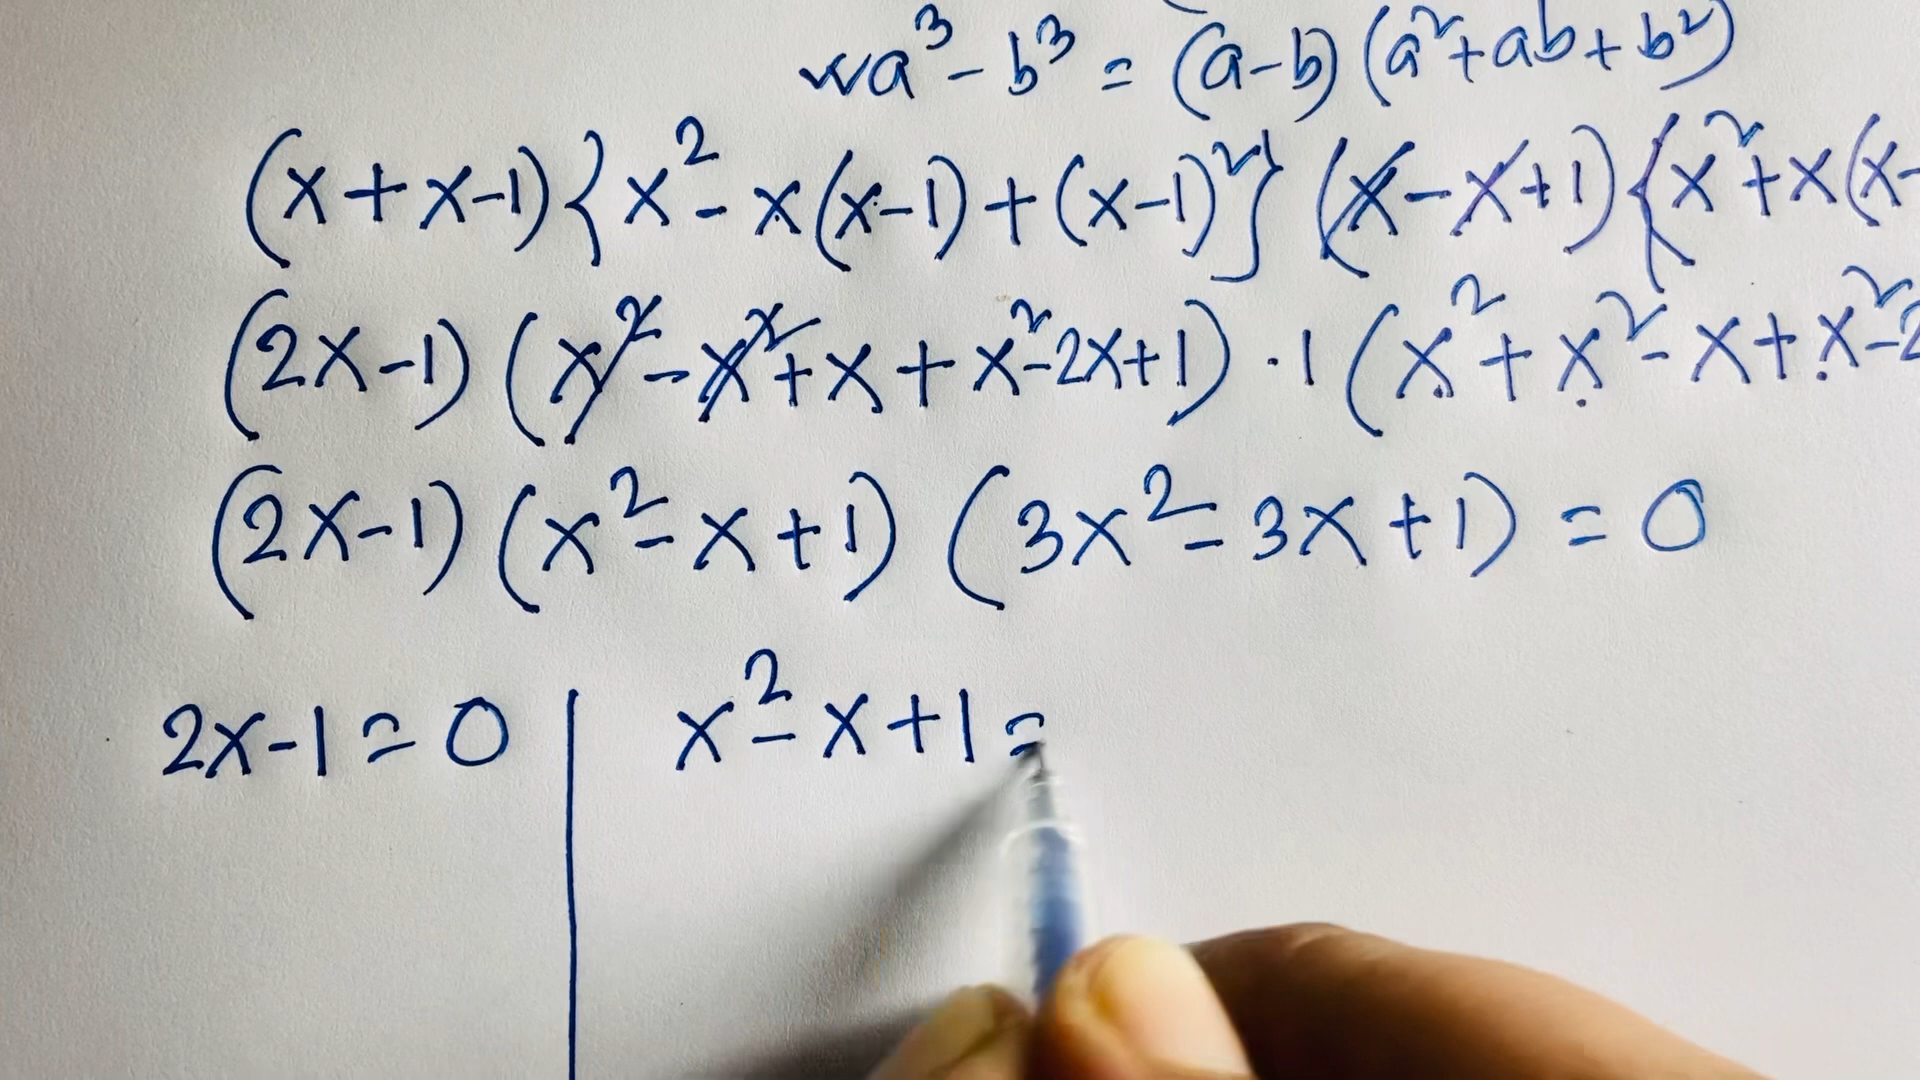 √a³ - b³ = (a-b) (a²+ab+b²)
(x+x-1){x²-x(x-1)+(x-1)²} (x-x+1){x²+x(x-
(2x-1) (x²-x²+x+x²-2x+1) ·1 (x²+x²-x+x²-2
(2x-1) (x²-x+1) (3x²-3x+1) = 0
2x-1=0 | x²-x+1=